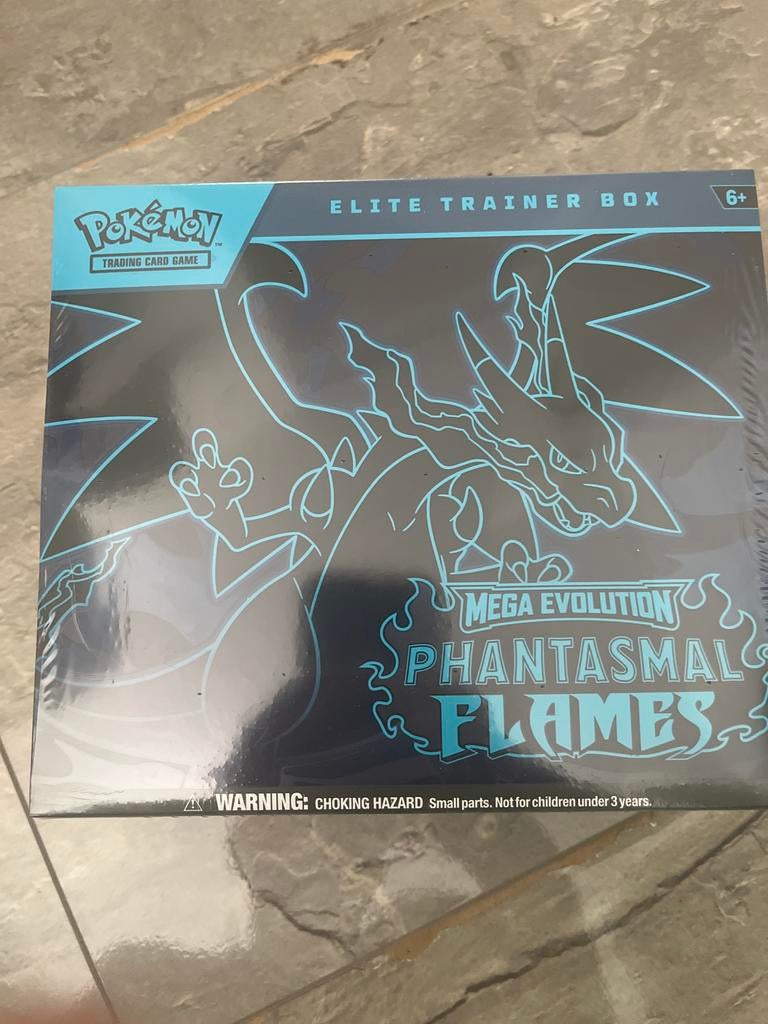 ELITE TRAINER BOX
6+
POKéMON™
TRADING CARD GAME
MEGA EVOLUTION
PHANTASMAL
FLAMES
WARNING: CHOKING HAZARD Small parts. Not for children under 3 years.